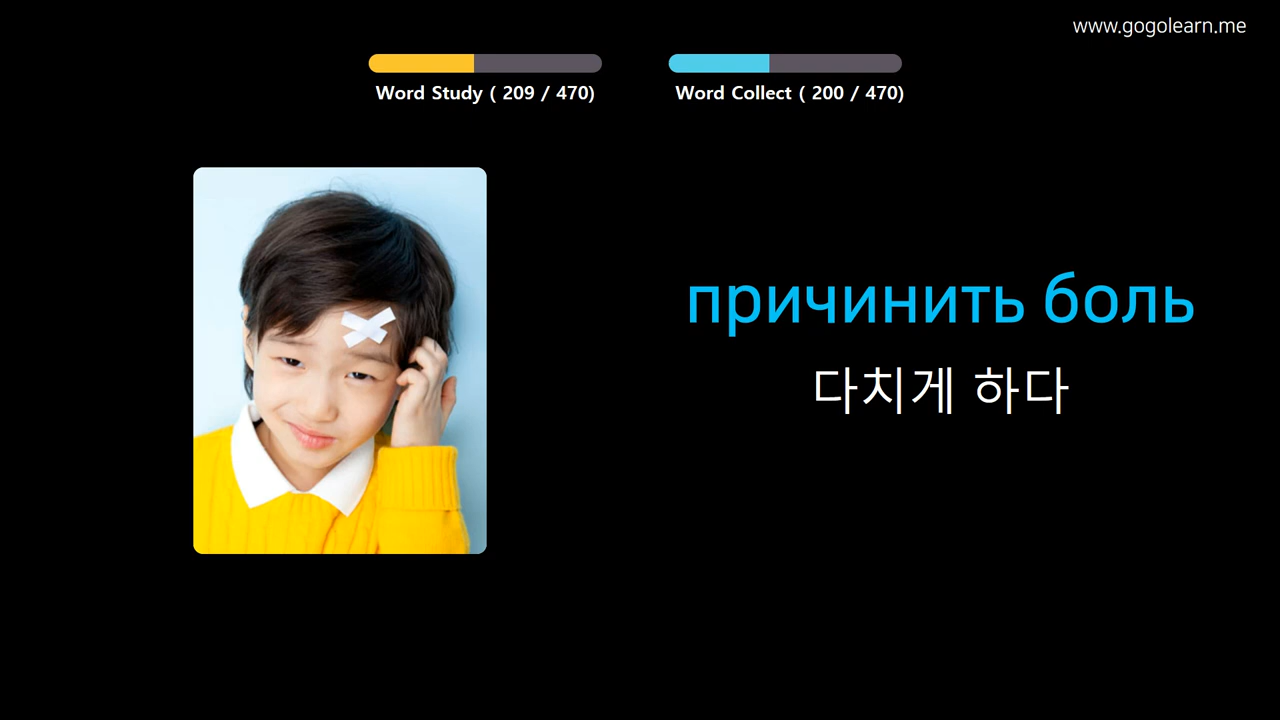 www.gogolearn.me
Word Study ( 209 / 470)
Word Collect ( 200 / 470)
причинить боль
다치게 하다